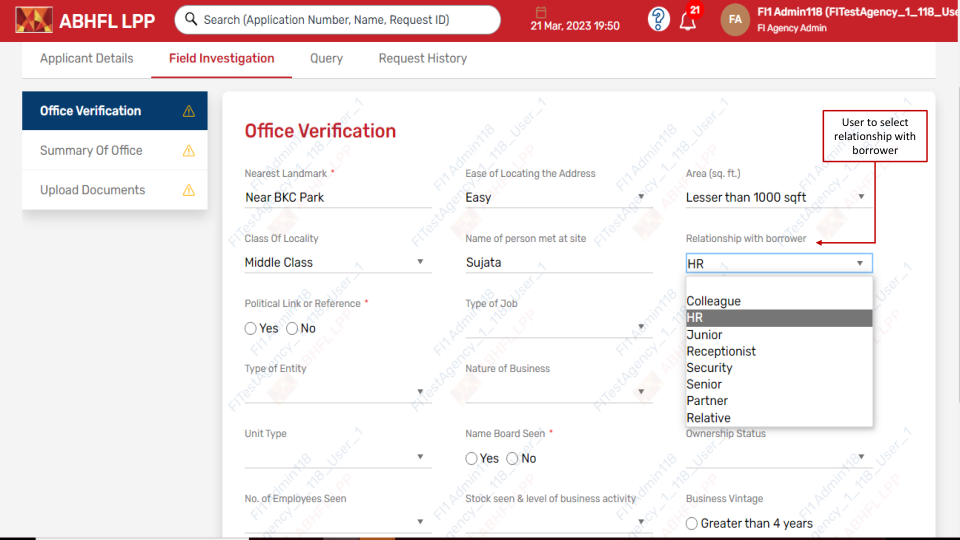 ABHFL LPP
Search (Application Number, Name, Request ID)
21 Mar, 2023 19:50
?
21
FA
FI1 Admin118 (FITestAgency_1_118_Use
FI Agency Admin
Applicant Details
Field Investigation
Query
Request History
Office Verification
Summary Of Office
Upload Documents
Office Verification
User to select
relationship with
borrower
Nearest Landmark *
Ease of Locating the Address
Area (sq. ft.)
Near BKC Park
Easy
Lesser than 1000 sqft
Class Of Locality
Name of person met at site
Relationship with borrower
Middle Class
Sujata
HR
Political Link or Reference *
Type of Job
Yes
No
Colleague
HR
Junior
Receptionist
Security
Senior
Partner
Relative
Type of Entity
Nature of Business
Unit Type
Name Board Seen *
Ownership Status
Yes
No
No. of Employees Seen
Stock seen & level of business activity
Business Vintage
Greater than 4 years
FI1 Admin118
FITestAgency_1_118_User_1
ABHFL LPP